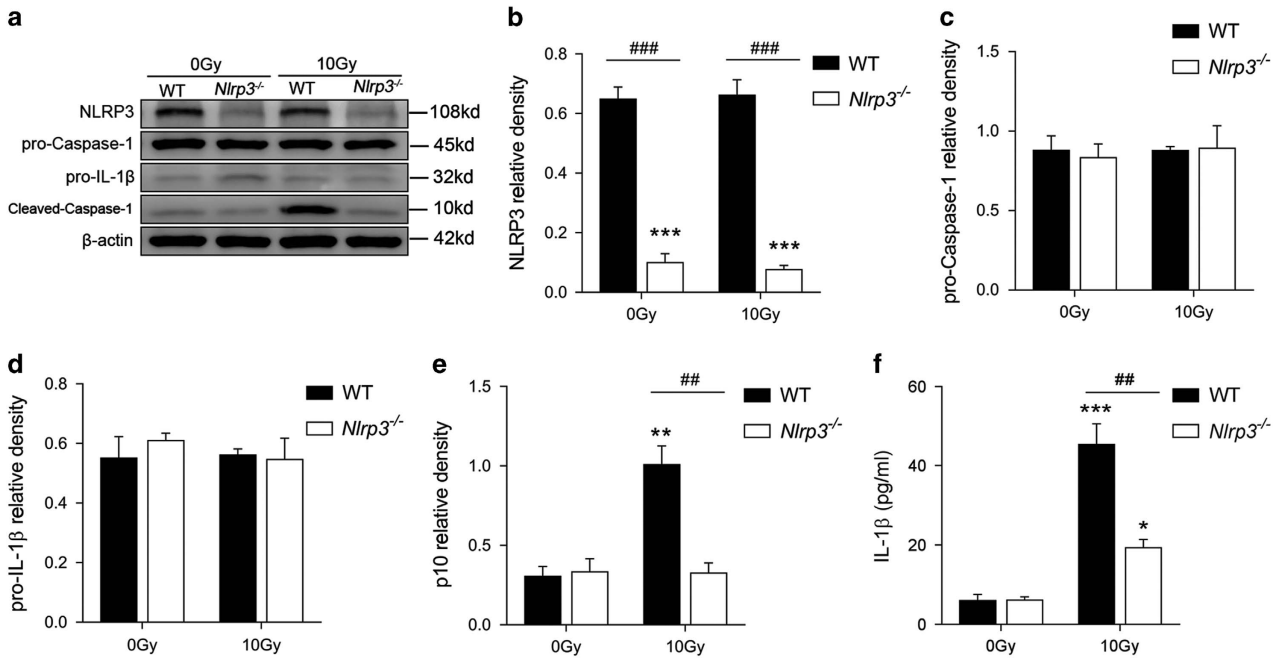 a
0Gy 10Gy
WT Nlrp3-/- WT Nlrp3-/-
NLRP3 108kd
pro-Caspase-1 45kd
pro-IL-1β 32kd
Cleaved-Caspase-1 10kd
β-actin 42kd
b
NLRP3 relative density
0.8
0.6
0.4
0.2
0.0
### ###
*** ***
0Gy 10Gy
WT
Nlrp3-/-
c
pro-Caspase-1 relative density
1.5
1.0
0.5
0.0
0Gy 10Gy
WT
Nlrp3-/-
d
pro-IL-1β relative density
0.8
0.6
0.4
0.2
0.0
0Gy 10Gy
WT
Nlrp3-/-
e
p10 relative density
1.5
1.0
0.5
0.0
##
**
0Gy 10Gy
WT
Nlrp3-/-
f
IL-1β (pg/ml)
60
40
20
0
##
***
*
0Gy 10Gy
WT
Nlrp3-/-